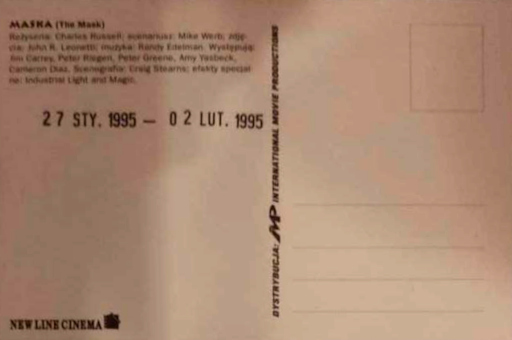 MASKA (The Mask)
Reżyseria: Charles Russell; scenariusz: Mike Werb; zdję-
cia: John R. Leonetti; muzyka: Randy Edelman. Występują:
Jim Carrey, Peter Riegert, Peter Greene, Amy Yasbeck,
Cameron Diaz. Scenografia: Craig Stearns; efekty specjal-
ne: Industrial Light and Magic.
27 STY. 1995 — 02 LUT. 1995
DYSTRYBUCJA: IMP INTERNATIONAL MOVIE PRODUCTIONS
NEW LINE CINEMA